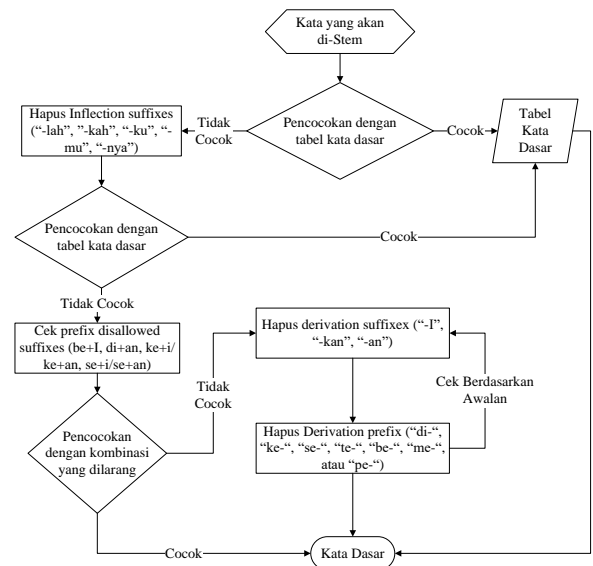 Kata yang akan
di-Stem
Hapus Inflection suffixes
(“-lah”, ”-kah”, “-ku”, “-
mu”, “-nya”)
Tidak
Cocok
Pencocokan dengan
tabel kata dasar
Cocok
Tabel
Kata
Dasar
Pencocokan dengan
tabel kata dasar
Cocok
Tidak Cocok
Cek prefix disallowed
suffixes (be+I, di+an, ke+i/
ke+an, se+i/se+an)
Hapus derivation suffixex (“-I”,
“-kan”, “-an”)
Tidak
Cocok
Cek Berdasarkan
Awalan
Pencocokan
dengan kombinasi
yang dilarang
Hapus Derivation prefix (“di-“,
“ke-“, “se-“, “te-“, “be-“, “me-“,
atau “pe-“)
Cocok
Kata Dasar